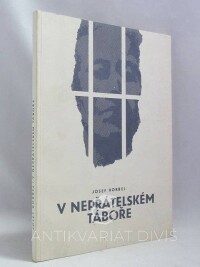 JOSEF KORBEL
V NEPŘÁTELSKÉM
TÁBOŘE
ANTIKVARIÁT DIVIŠ